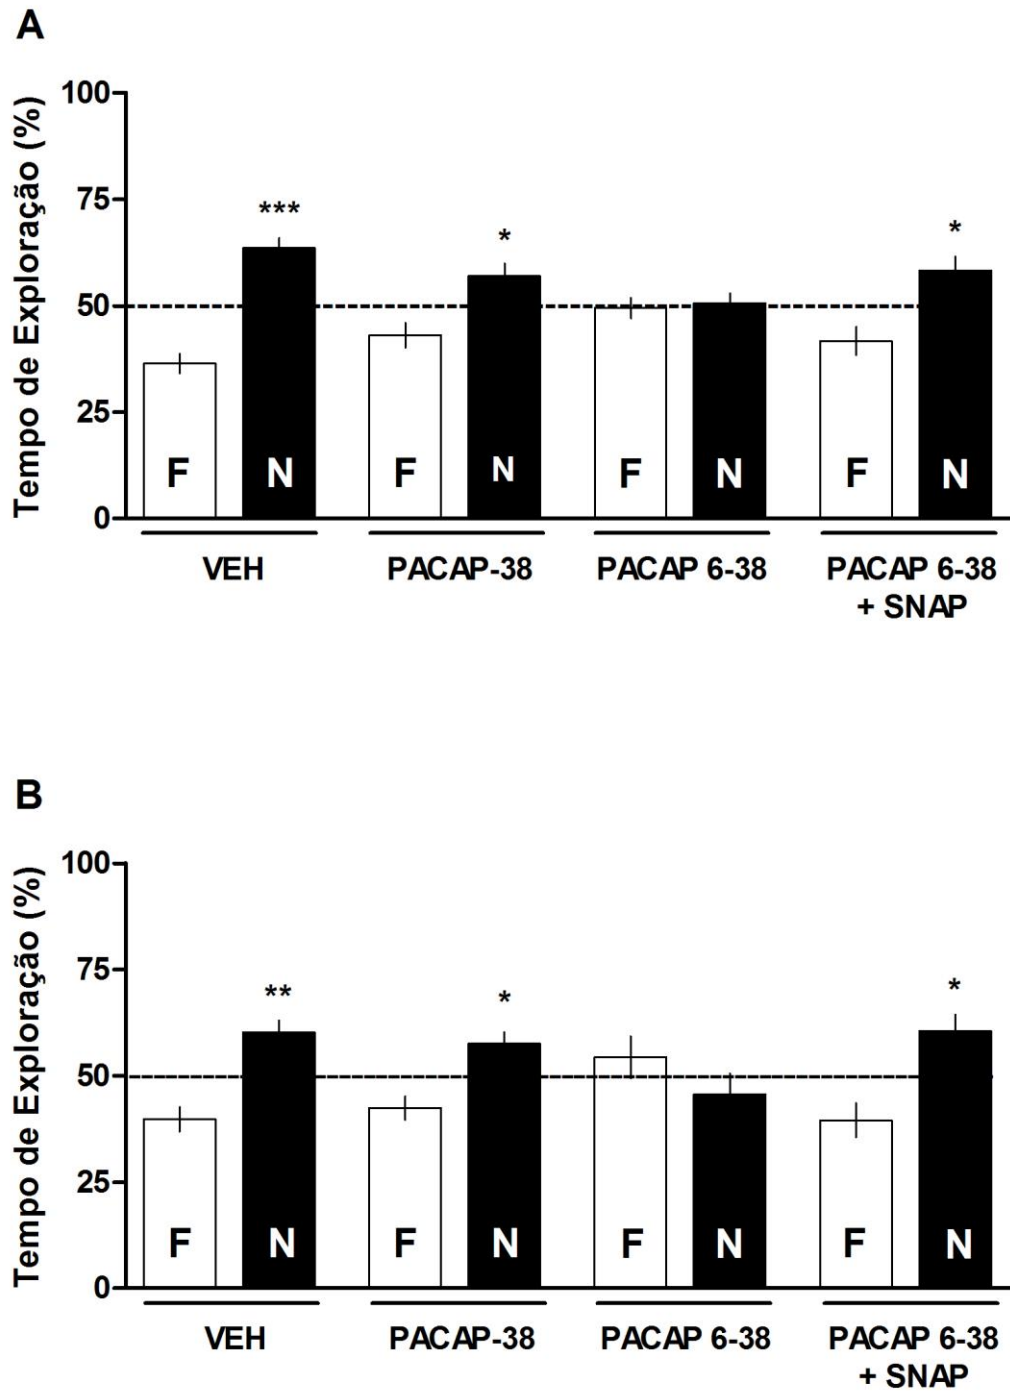 A
Tempo de Exploração (%)
100
75
50
25
0
***
*
*
F
N
F
N
F
N
F
N
VEH
PACAP-38
PACAP 6-38
PACAP 6-38
+ SNAP
B
Tempo de Exploração (%)
100
75
50
25
0
**
*
*
F
N
F
N
F
N
F
N
VEH
PACAP-38
PACAP 6-38
PACAP 6-38
+ SNAP